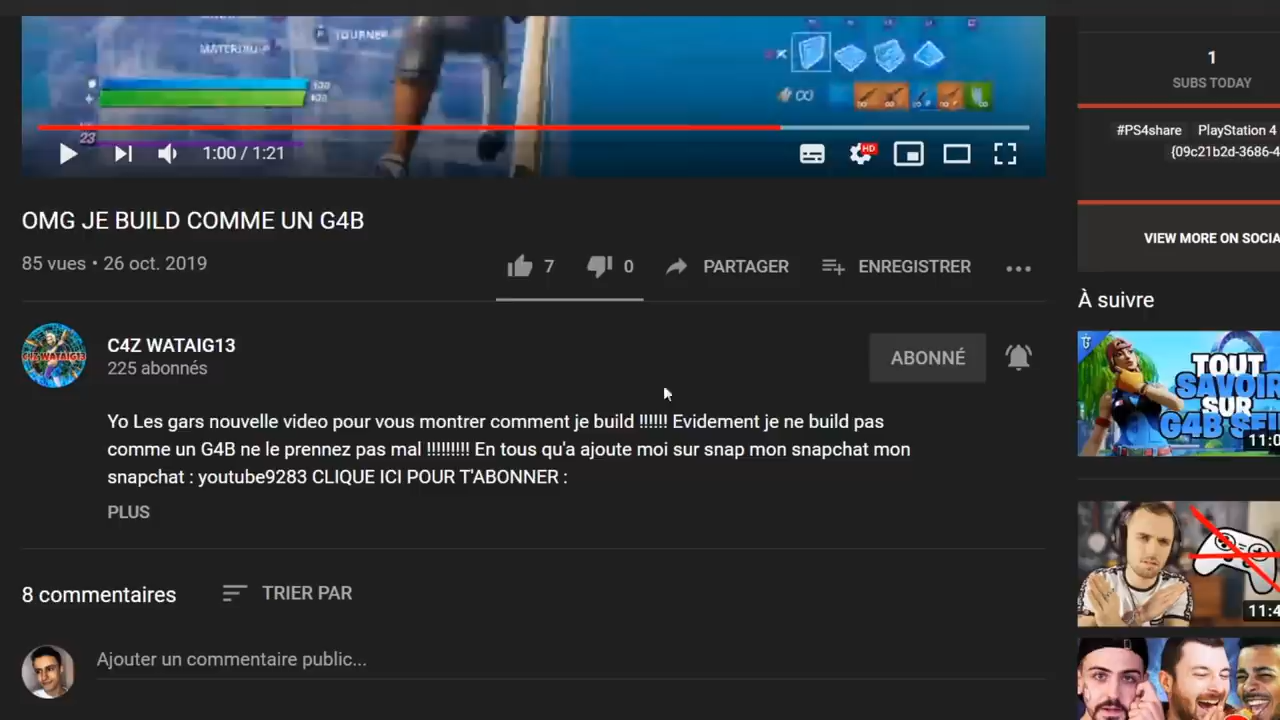 TOURNER
23
1:00 / 1:21
HD
OMG JE BUILD COMME UN G4B
85 vues • 26 oct. 2019
7
0
PARTAGER
ENREGISTRER
C4Z WATAIG13
225 abonnés
ABONNÉ
Yo Les gars nouvelle video pour vous montrer comment je build !!!!!! Evidement je ne build pas
comme un G4B ne le prennez pas mal !!!!!!!!! En tous qu'a ajoute moi sur snap mon snapchat mon
snapchat : youtube9283 CLIQUE ICI POUR T'ABONNER :
PLUS
8 commentaires
TRIER PAR
Ajouter un commentaire public...
1
SUBS TODAY
#PS4share PlayStation 4
{09c21b2d-3686-4
VIEW MORE ON SOCIA
À suivre
TOUT
SAVOIR
SUR
G4B SEN
11:0
11:4